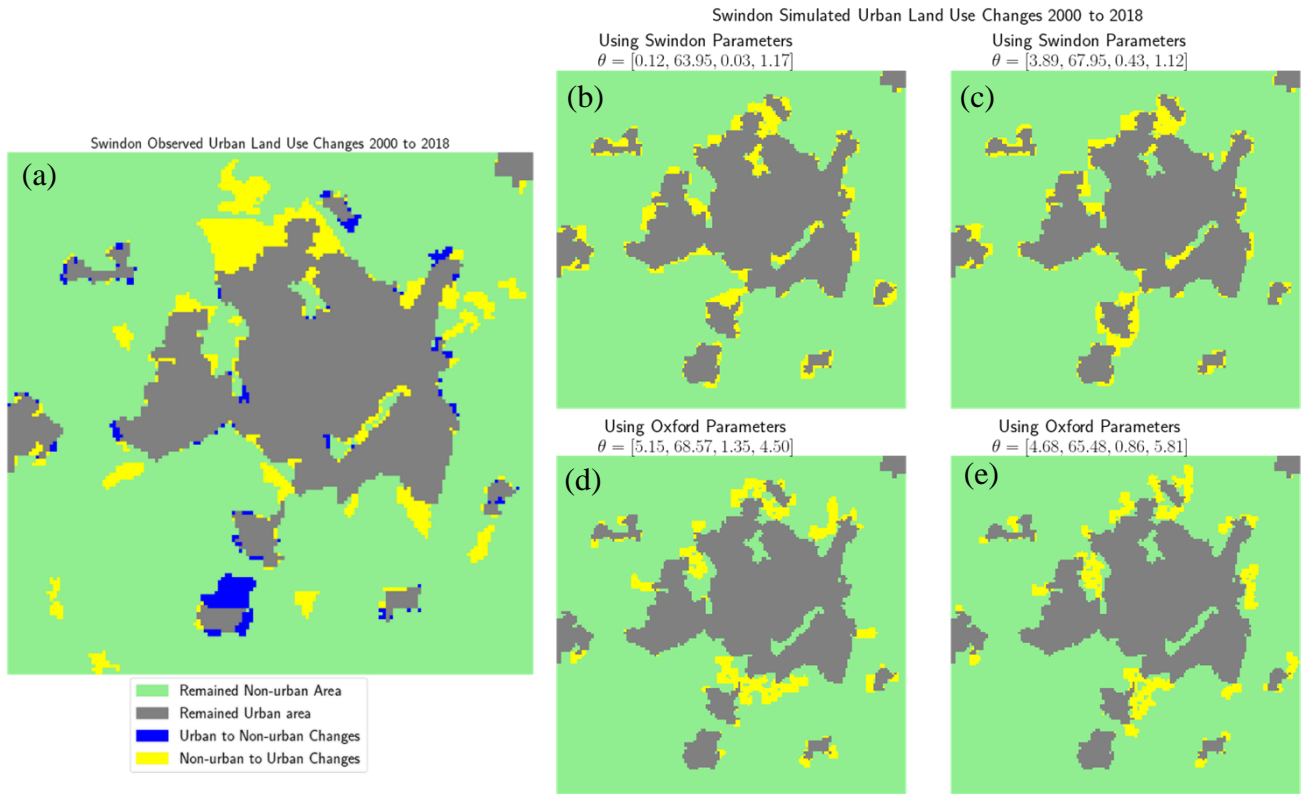 Swindon Simulated Urban Land Use Changes 2000 to 2018
Using Swindon Parameters
θ = [0.12, 63.95, 0.03, 1.17]
Using Swindon Parameters
θ = [3.89, 67.95, 0.43, 1.12]
(b)
(c)
Swindon Observed Urban Land Use Changes 2000 to 2018
(a)
Using Oxford Parameters
θ = [5.15, 68.57, 1.35, 4.50]
Using Oxford Parameters
θ = [4.68, 65.48, 0.86, 5.81]
(d)
(e)
Remained Non-urban Area
Remained Urban area
Urban to Non-urban Changes
Non-urban to Urban Changes